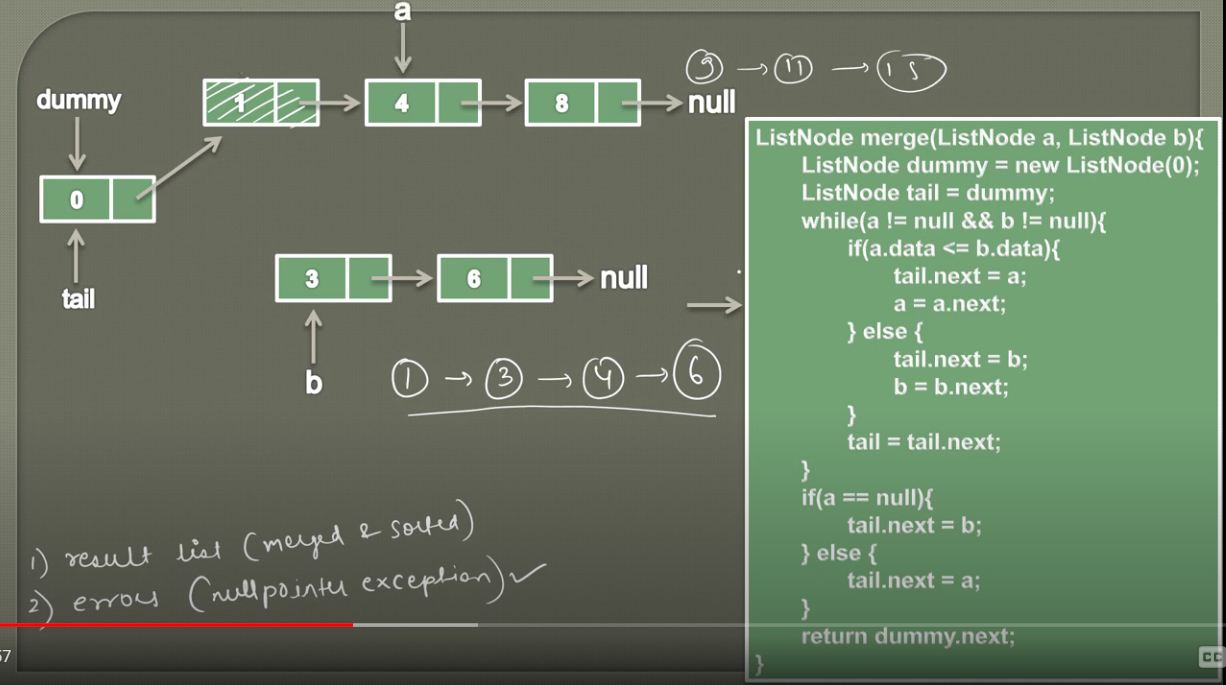 a
9 → 11 → 15
dummy
1
4
8
null
0
tail
3
6
null
b
1 → 3 → 4 → 6
1) result list (merged & sorted)
2) errors (nullpointer exception) ✓
ListNode merge(ListNode a, ListNode b){
ListNode dummy = new ListNode(0);
ListNode tail = dummy;
while(a != null && b != null){
if(a.data <= b.data){
tail.next = a;
a = a.next;
} else {
tail.next = b;
b = b.next;
}
tail = tail.next;
}
if(a == null){
tail.next = b;
} else {
tail.next = a;
}
return dummy.next;
}
57
CC